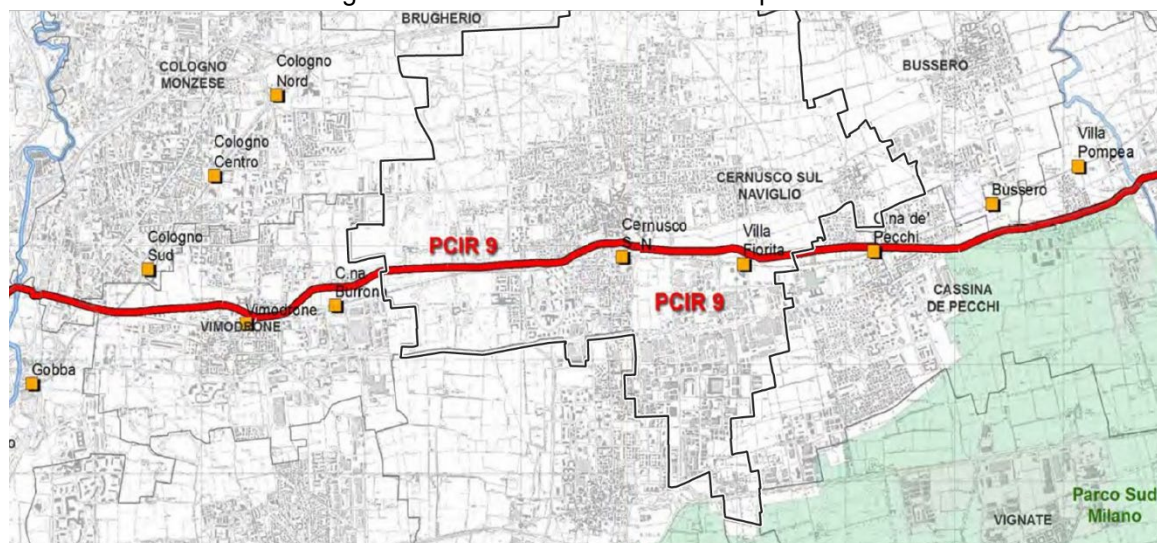 BRUGHERIO
COLOGNO
MONZESE
Cologno
Nord
BUSSERO
Cologno
Centro
Villa
Pompea
CERNUSCO SUL
NAVIGLIO
Bussero
Cologno
Sud
PCIR 9
Cernusco
S. N.
Villa
Fiorita
C.na de'
Pecchi
C.na
Burrona
PCIR 9
CASSINA
DE PECCHI
Vimodrone
VIMODRONE
Gobba
Parco Sud
Milano
VIGNATE